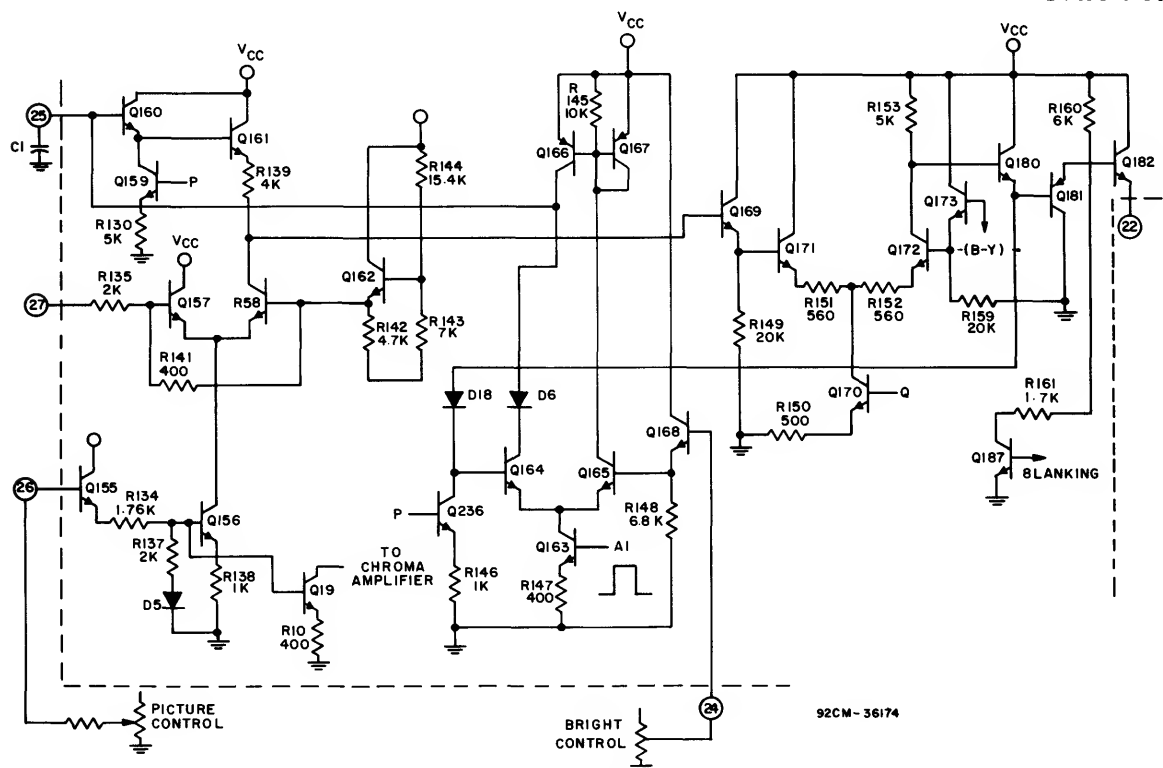 VCC
VCC
VCC
25
C1
Q160
Q161
R139
4K
Q159
P
R130
5K
VCC
R135
2K
27
Q157
R58
R141
400
Q162
R144
15.4K
R142
4.7K
R143
7K
R
145
10K
Q166
Q167
Q169
Q171
R151
560
R152
560
R149
20K
R153
5K
Q172
Q173
-(B-Y)
R159
20K
Q180
Q181
R160
6K
Q182
22
Q170
Q
R150
500
R161
1.7K
Q187
BLANKING
D18
D6
Q164
Q165
Q168
R148
6.8K
P
Q236
R146
1K
Q163
A1
R147
400
26
Q155
R134
1.76K
Q156
R137
2K
D5
R138
1K
Q19
R10
400
TO
CHROMA
AMPLIFIER
PICTURE
CONTROL
BRIGHT
CONTROL
24
92CM-36174